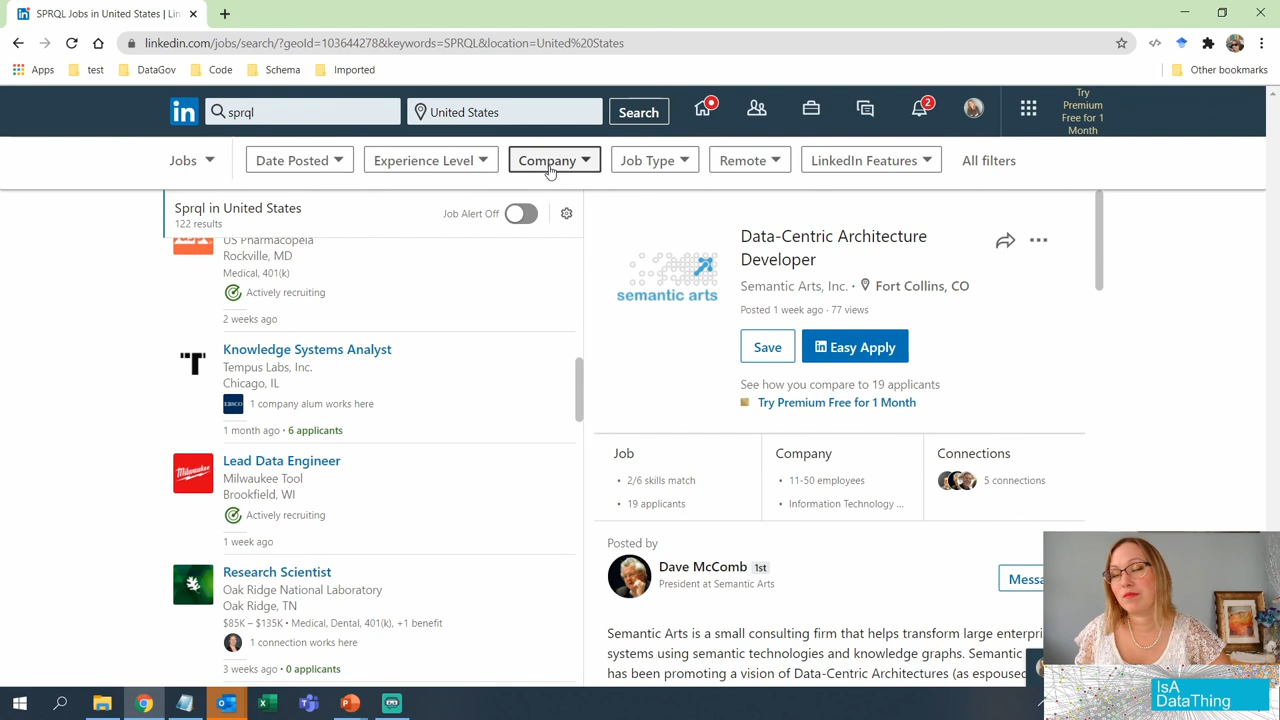 SPRQL Jobs in United States | Lin
linkedin.com/jobs/search/?geoId=103644278&keywords=SPRQL&location=United%20States
Apps test DataGov Code Schema Imported Other bookmarks
in sprql United States Search 2
Try
Premium
Free for 1
Month
Jobs Date Posted Experience Level Company Job Type Remote LinkedIn Features All filters
Sprql in United States
122 results
Job Alert Off
US Pharmacopeia
Rockville, MD
Medical, 401(k)
Actively recruiting
2 weeks ago
Knowledge Systems Analyst
Tempus Labs, Inc.
Chicago, IL
EBSCO 1 company alum works here
1 month ago · 6 applicants
Milwaukee
Lead Data Engineer
Milwaukee Tool
Brookfield, WI
Actively recruiting
1 week ago
Research Scientist
Oak Ridge National Laboratory
Oak Ridge, TN
$85K – $135K • Medical, Dental, 401(k), +1 benefit
1 connection works here
3 weeks ago · 0 applicants
semantic arts
Data-Centric Architecture
Developer
Semantic Arts, Inc. · Fort Collins, CO
Posted 1 week ago · 77 views
Save in Easy Apply
See how you compare to 19 applicants
Try Premium Free for 1 Month
Job
• 2/6 skills match
• 19 applicants
Company
• 11-50 employees
• Information Technology ...
Connections
5 connections
Posted by
Dave McComb 1st
President at Semantic Arts
Messa
Semantic Arts is a small consulting firm that helps transform large enterpri
systems using semantic technologies and knowledge graphs. Semantic
has been promoting a vision of Data-Centric Architectures (as espouse
IsA
DataThing